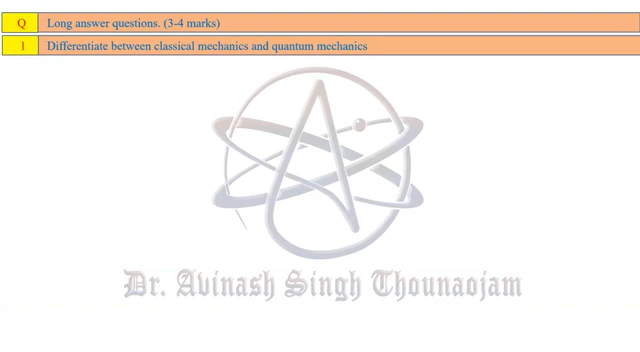 Q Long answer questions. (3-4 marks)
1 Differentiate between classical mechanics and quantum mechanics
Dr. Avinash Singh Thounaojam